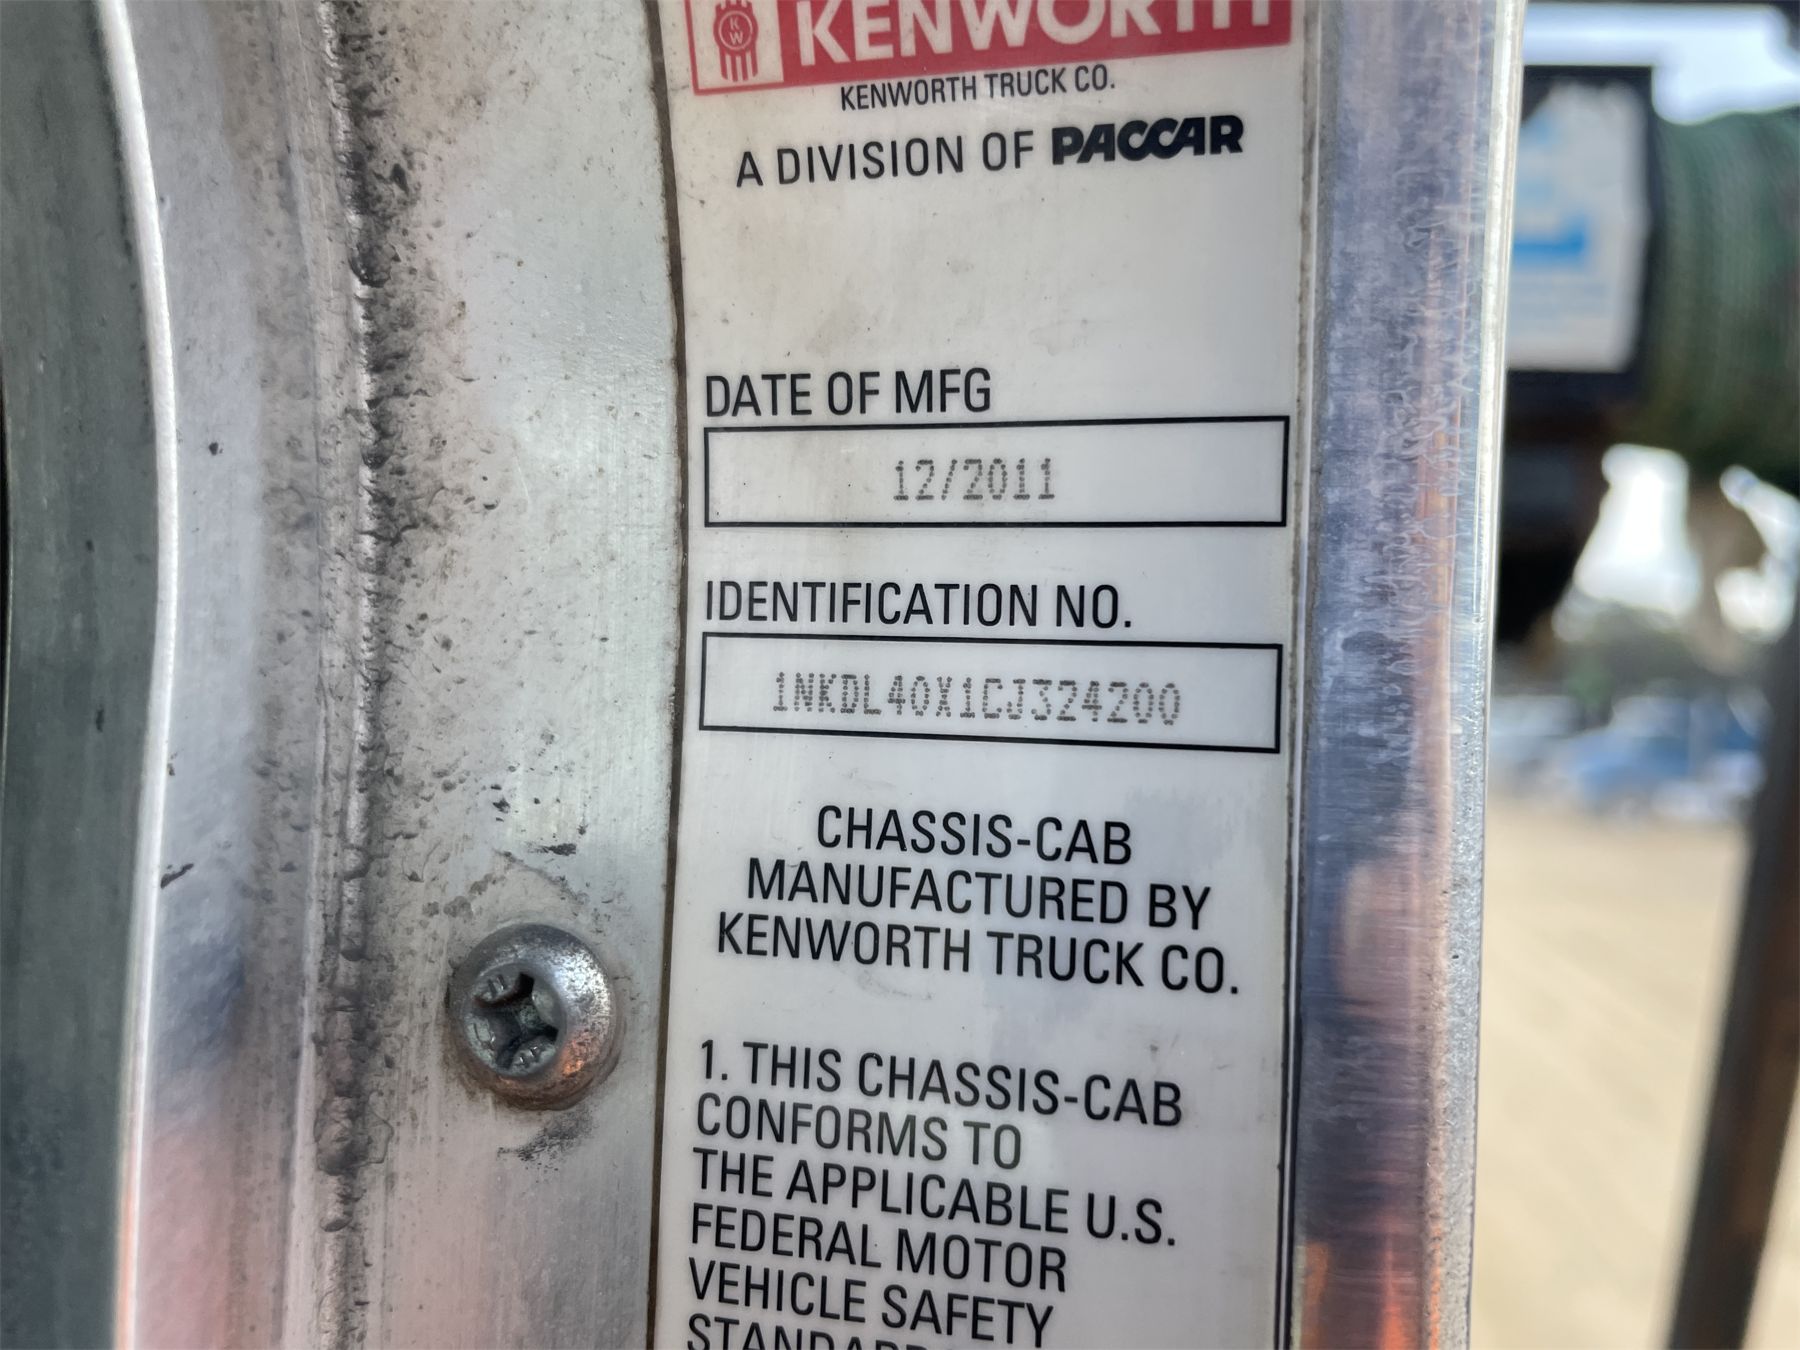 KW
KENWORTH
KENWORTH TRUCK CO.
A DIVISION OF PACCAR
DATE OF MFG
12/2011
IDENTIFICATION NO.
1NKDL40X1CJ324200
CHASSIS-CAB
MANUFACTURED BY
KENWORTH TRUCK CO.
1. THIS CHASSIS-CAB
CONFORMS TO
THE APPLICABLE U.S.
FEDERAL MOTOR
VEHICLE SAFETY